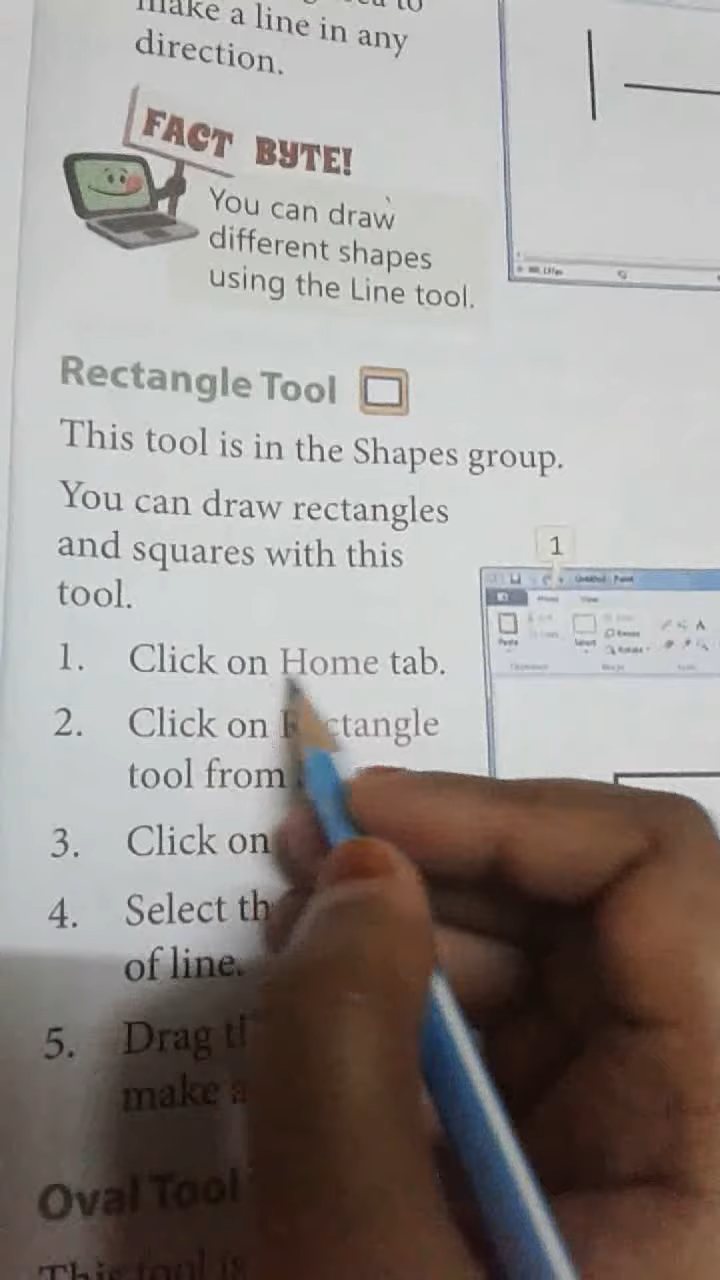 make a line in any
direction.
FACT BYTE!
You can draw
different shapes
using the Line tool.
Rectangle Tool
This tool is in the Shapes group.
You can draw rectangles
and squares with this
tool.
1
1. Click on Home tab.
2. Click on Rectangle
tool from
3. Click on
4. Select
of line.
5. Drag
make a
Oval Tool
This tool is